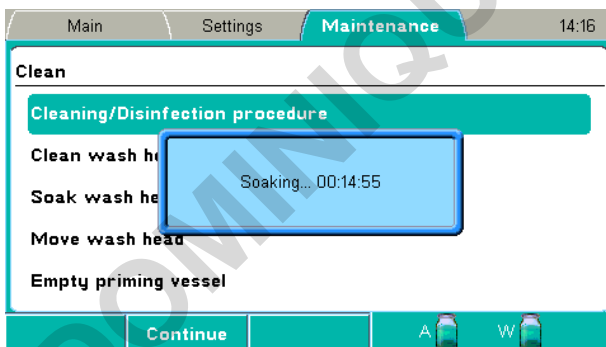 Main Settings Maintenance 14:16
Clean
Cleaning/Disinfection procedure
Clean wash he
Soaking... 00:14:55
Soak wash he
Move wash head
Empty priming vessel
Continue A W
DOMINIQU